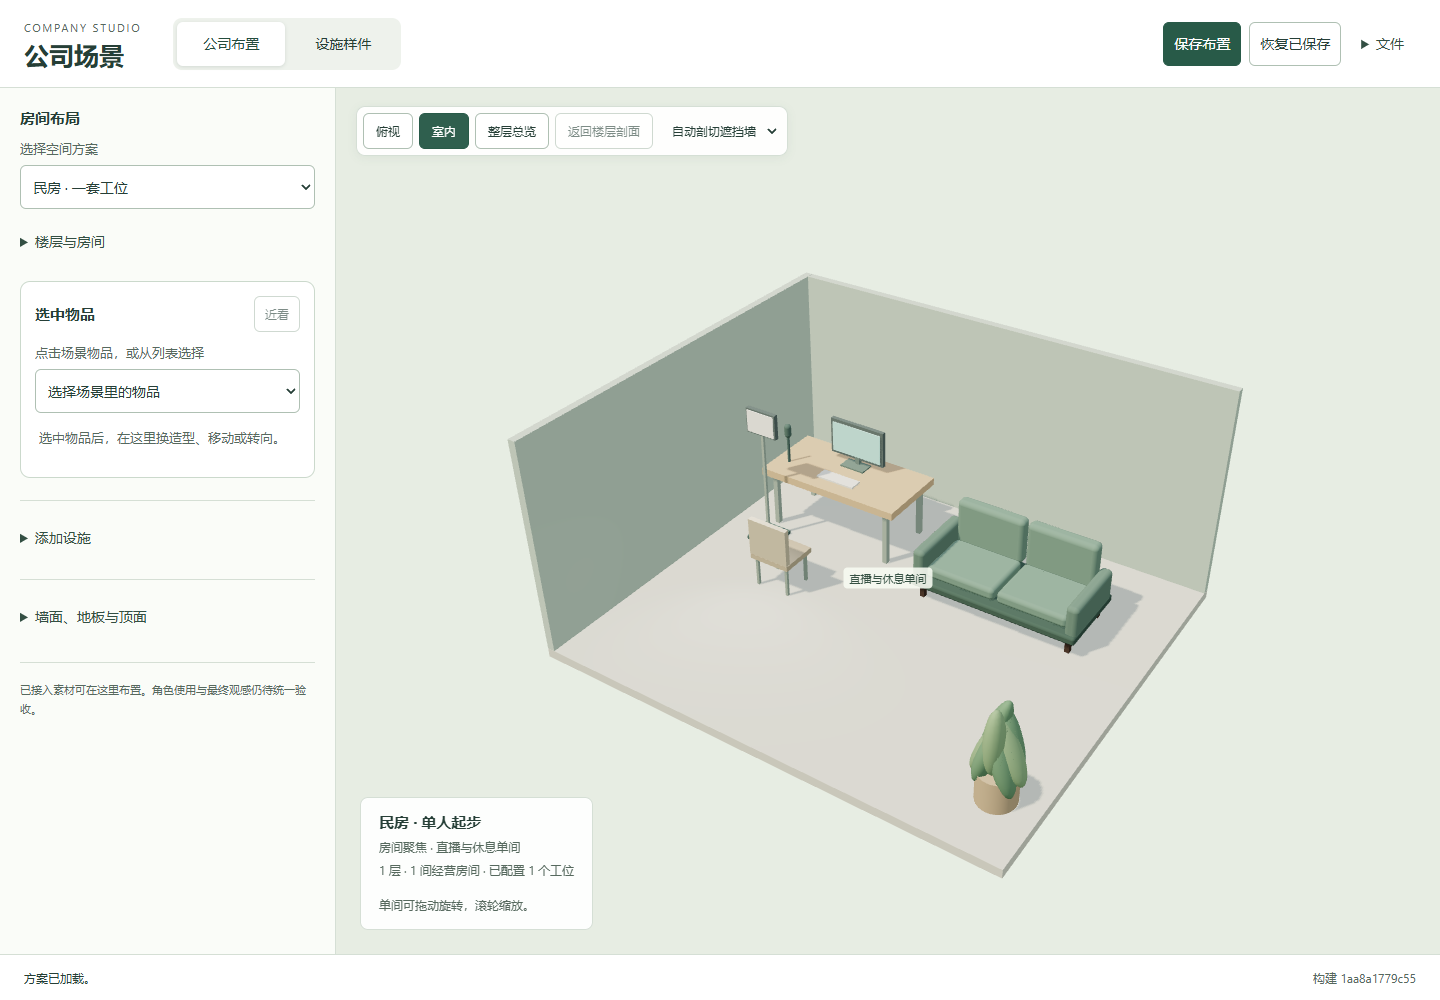 COMPANY STUDIO
公司场景
公司布置
设施样件
保存布置
恢复已保存
▶ 文件
房间布局
选择空间方案
民房 · 一套工位
▶ 楼层与房间
选中物品
近看
点击场景物品，或从列表选择
选择场景里的物品
选中物品后，在这里换造型、移动或转向。
▶ 添加设施
▶ 墙面、地板与顶面
已接入素材可在这里布置。角色使用与最终观感仍待统一验
收。
俯视
室内
整层总览
返回楼层剖面
自动剖切遮挡墙
直播与休息单间
民房 · 单人起步
房间聚焦 · 直播与休息单间
1 层 · 1 间经营房间 · 已配置 1 个工位
单间可拖动旋转，滚轮缩放。
方案已加载。
构建 1aa8a1779c55